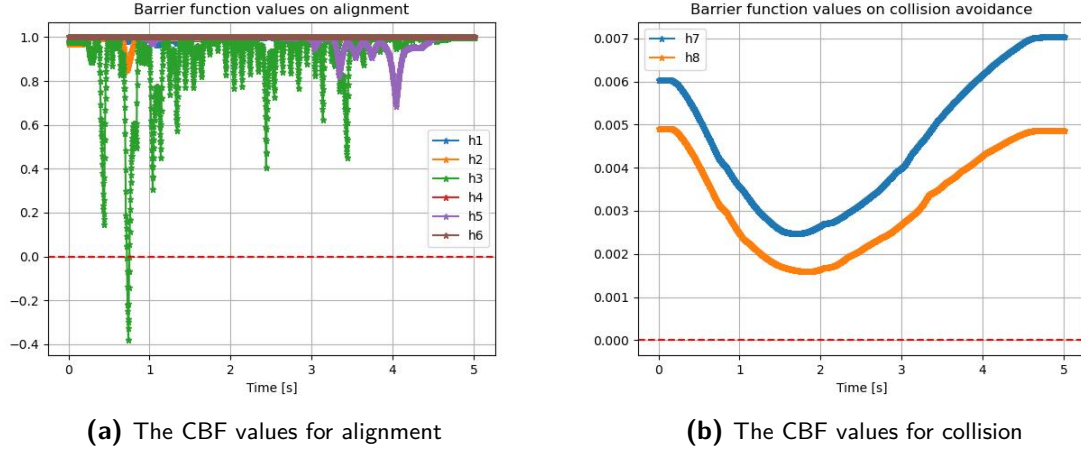 Barrier function values on alignment
1.0
0.8
0.6
0.4
0.2
0.0
−0.2
−0.4
h1
h2
h3
h4
h5
h6
0 1 2 3 4 5
Time [s]
(a) The CBF values for alignment
Barrier function values on collision avoidance
0.007
0.006
0.005
0.004
0.003
0.002
0.001
0.000
h7
h8
0 1 2 3 4 5
Time [s]
(b) The CBF values for collision